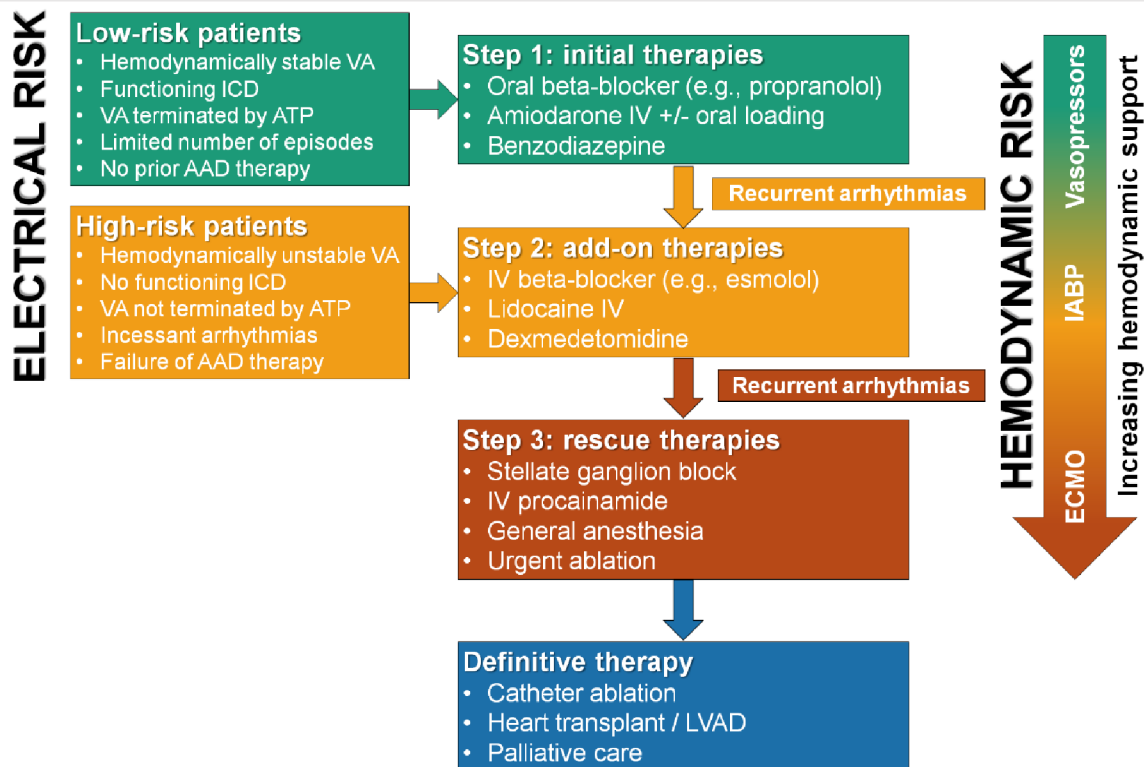 ELECTRICAL RISK
Low-risk patients
• Hemodynamically stable VA
• Functioning ICD
• VA terminated by ATP
• Limited number of episodes
• No prior AAD therapy
High-risk patients
• Hemodynamically unstable VA
• No functioning ICD
• VA not terminated by ATP
• Incessant arrhythmias
• Failure of AAD therapy
Step 1: initial therapies
• Oral beta-blocker (e.g., propranolol)
• Amiodarone IV +/- oral loading
• Benzodiazepine
Recurrent arrhythmias
Step 2: add-on therapies
• IV beta-blocker (e.g., esmolol)
• Lidocaine IV
• Dexmedetomidine
Recurrent arrhythmias
Step 3: rescue therapies
• Stellate ganglion block
• IV procainamide
• General anesthesia
• Urgent ablation
Definitive therapy
• Catheter ablation
• Heart transplant / LVAD
• Palliative care
HEMODYNAMIC RISK
Vasopressors
IABP
ECMO
Increasing hemodynamic support